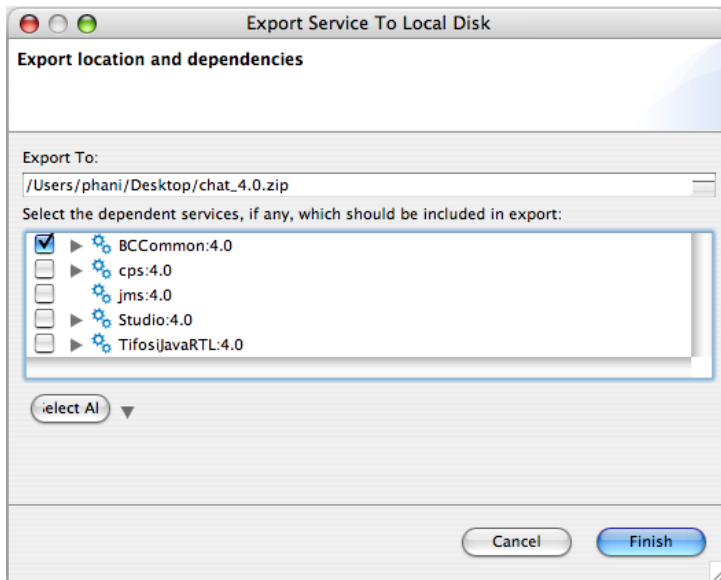 Export Service To Local Disk
Export location and dependencies
Export To:
/Users/phani/Desktop/chat_4.0.zip
Select the dependent services, if any, which should be included in export:
BCCommon:4.0
cps:4.0
jms:4.0
Studio:4.0
TifosiJavaRTL:4.0
Select Al
Cancel
Finish